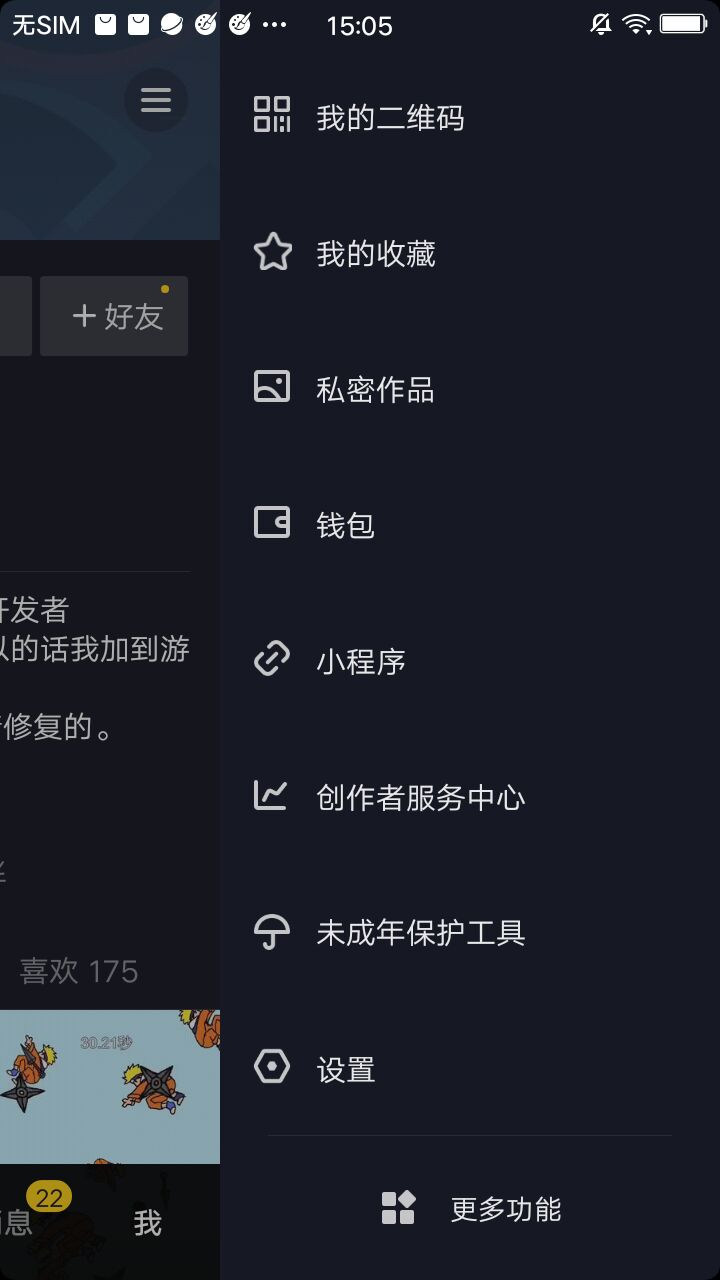 无SIM 15:05
我的二维码
我的收藏
+好友
私密作品
钱包
开发者
以的话我加到游
小程序
修复的。
创作者服务中心
未成年保护工具
喜欢 175
30.21秒
设置
22
息
我
更多功能